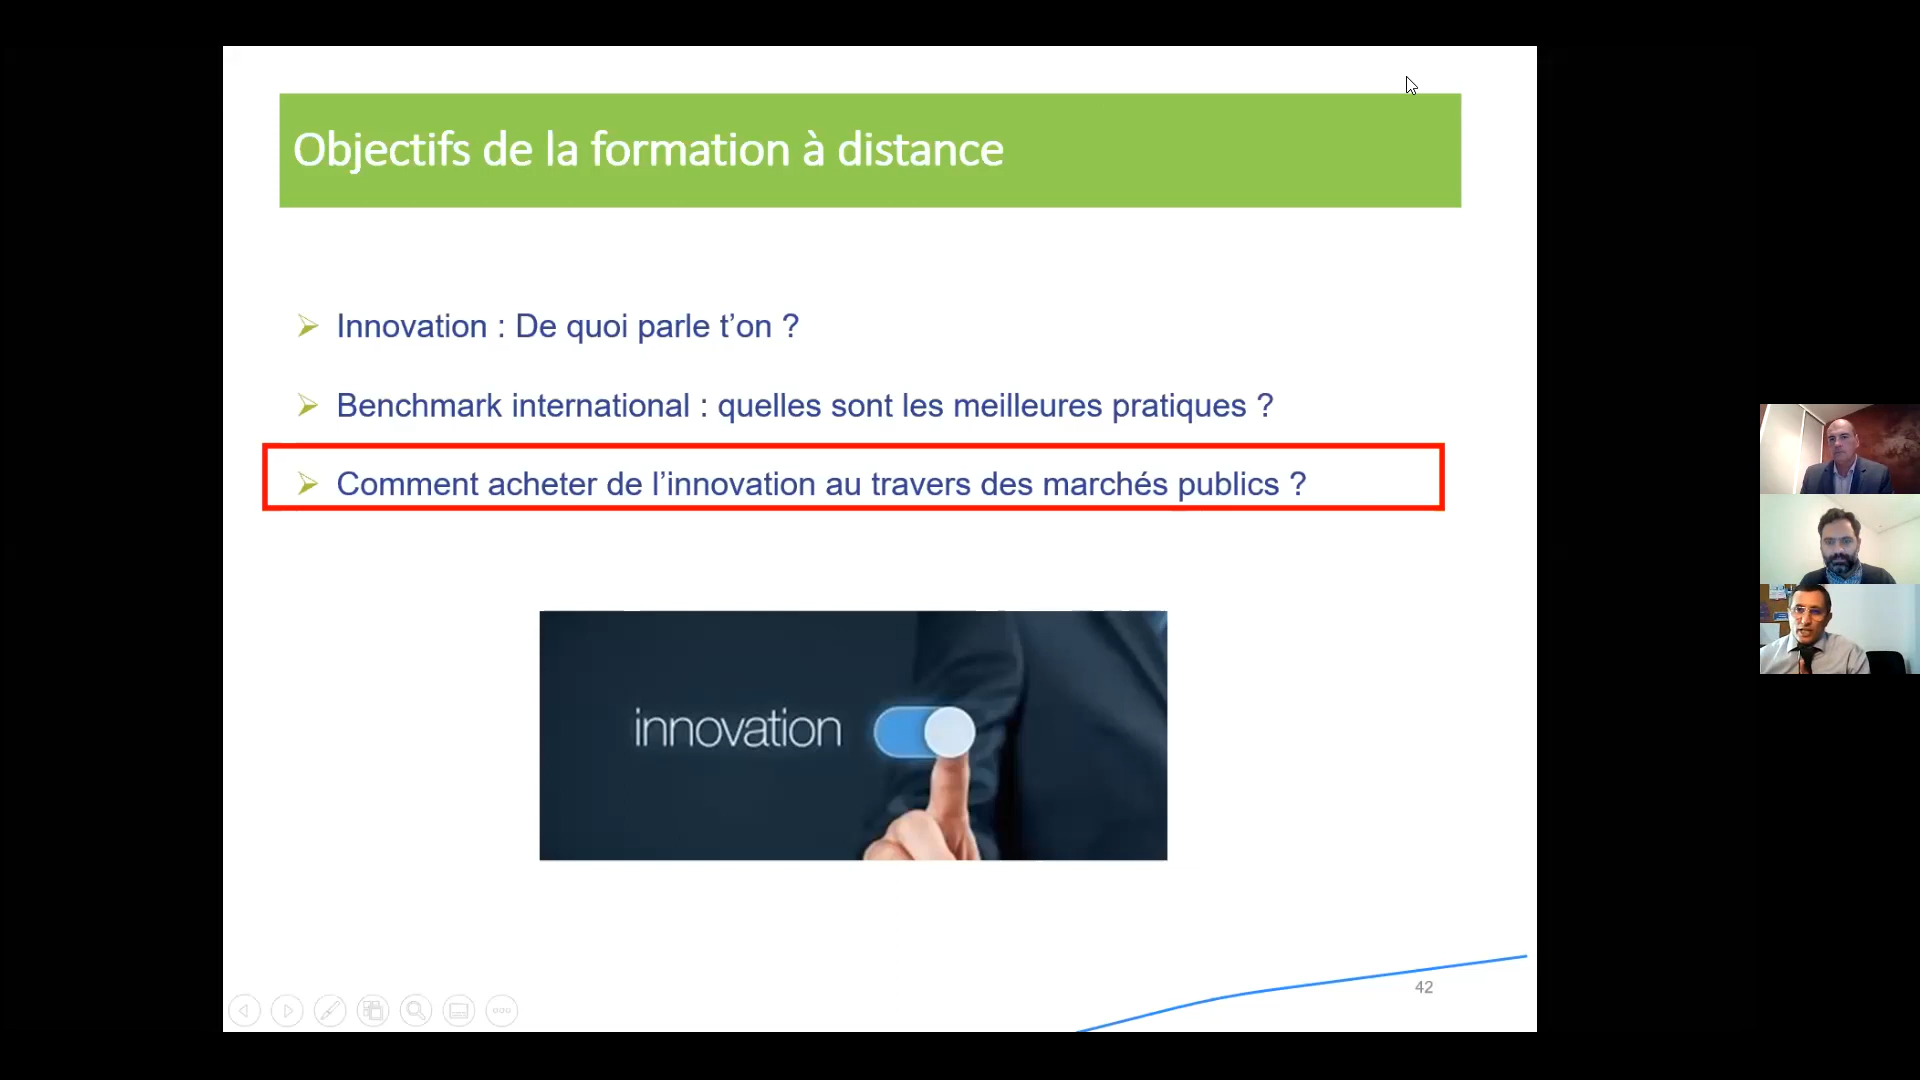 Objectifs de la formation à distance
Innovation : De quoi parle t’on ?
Benchmark international : quelles sont les meilleures pratiques ?
Comment acheter de l’innovation au travers des marchés publics ?
innovation
42